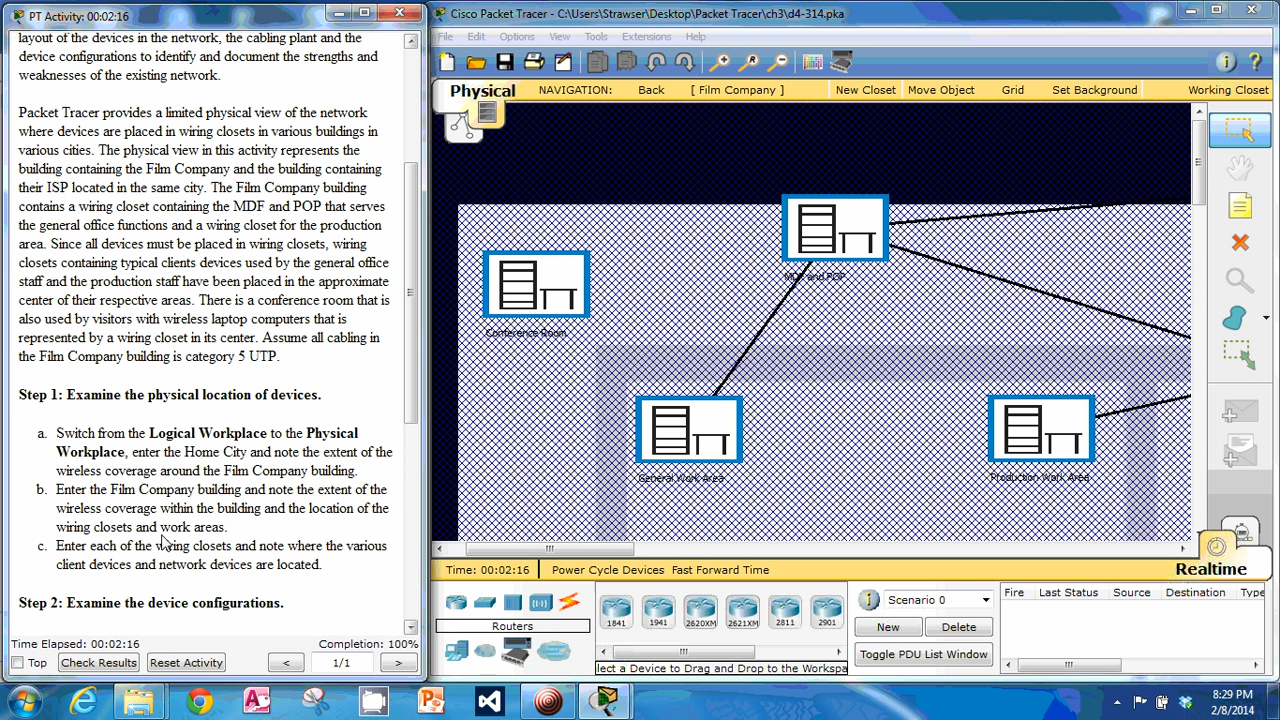 PT Activity: 00:02:16
layout of the devices in the network, the cabling plant and the
device configurations to identify and document the strengths and
weaknesses of the existing network.
Packet Tracer provides a limited physical view of the network
where devices are placed in wiring closets in various buildings in
various cities. The physical view in this activity represents the
building containing the Film Company and the building containing
their ISP located in the same city. The Film Company building
contains a wiring closet containing the MDF and POP that serves
the general office functions and a wiring closet for the production
area. Since all devices must be placed in wiring closets, wiring
closets containing typical clients devices used by the general office
staff and the production staff have been placed in the approximate
center of their respective areas. There is a conference room that is
also used by visitors with wireless laptop computers that is
represented by a wiring closet in its center. Assume all cabling in
the Film Company building is category 5 UTP.
Step 1: Examine the physical location of devices.
a. Switch from the Logical Workplace to the Physical
Workplace, enter the Home City and note the extent of the
wireless coverage around the Film Company building.
b. Enter the Film Company building and note the extent of the
wireless coverage within the building and the location of the
wiring closets and work areas.
c. Enter each of the wiring closets and note where the various
client devices and network devices are located.
Step 2: Examine the device configurations.
Time Elapsed: 00:02:16 Completion: 100%
Top Check Results Reset Activity < 1/1 >
Cisco Packet Tracer - C:\Users\Strawser\Desktop\Packet Tracer\ch3\d4-314.pka
File Edit Options View Tools Extensions Help
Physical NAVIGATION: Back [ Film Company ] New Closet Move Object Grid Set Background Working Closet
MDF and POP
Conference Room
General Work Area
Production Work Area
Time: 00:02:16 Power Cycle Devices Fast Forward Time
Realtime
Routers
1841 1941 2620XM 2621XM 2811 2901
lect a Device to Drag and Drop to the Workspa
Scenario 0
New Delete
Toggle PDU List Window
Fire Last Status Source Destination Type
8:29 PM
2/8/2014